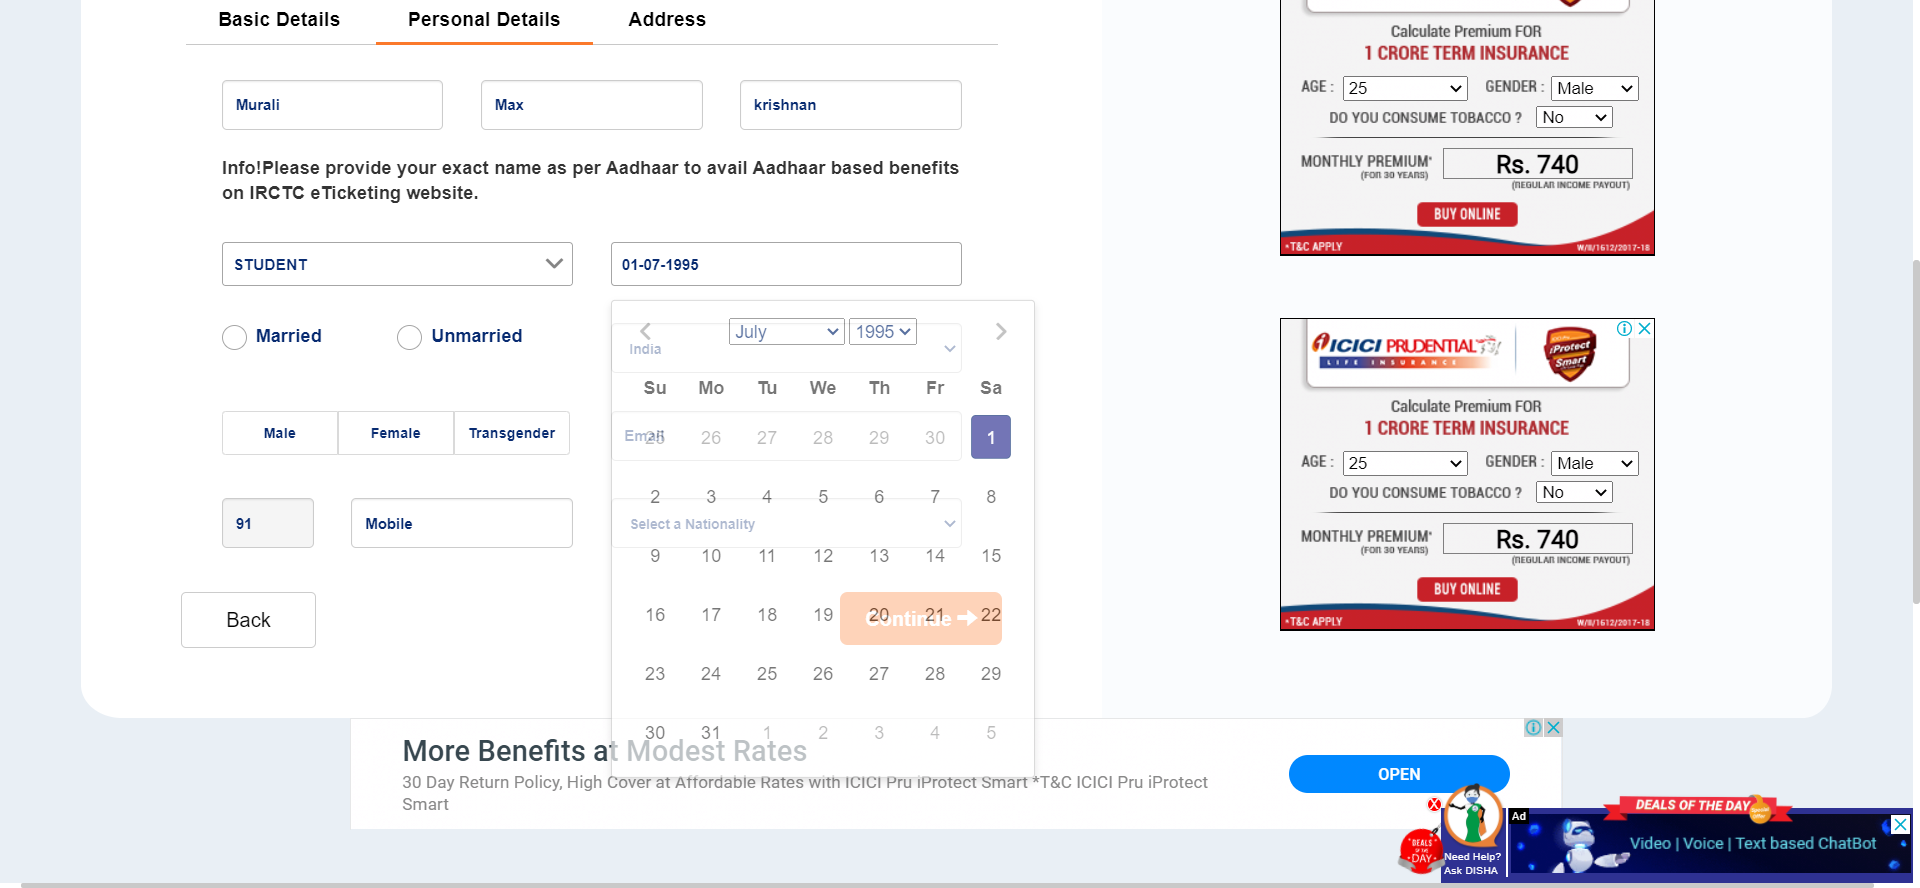 Basic Details Personal Details Address
Murali Max krishnan
Info!Please provide your exact name as per Aadhaar to avail Aadhaar based benefits
on IRCTC eTicketing website.
STUDENT 01-07-1995
Married Unmarried
July 1995
India
Su Mo Tu We Th Fr Sa
Male Female Transgender
Email
25 26 27 28 29 30 1
2 3 4 5 6 7 8
91 Mobile Select a Nationality
9 10 11 12 13 14 15
16 17 18 19 20 21 22
Back Continue
23 24 25 26 27 28 29
30 31 1 2 3 4 5
Calculate Premium FOR
1 CRORE TERM INSURANCE
AGE : 25 GENDER : Male
DO YOU CONSUME TOBACCO ? No
MONTHLY PREMIUM* Rs. 740
(FOR 30 YEARS) (REGULAR INCOME PAYOUT)
BUY ONLINE
*T&C APPLY W/II/1612/2017-18
ICICI PRUDENTIAL
LIFE INSURANCE
iProtect
Smart
Calculate Premium FOR
1 CRORE TERM INSURANCE
AGE : 25 GENDER : Male
DO YOU CONSUME TOBACCO ? No
MONTHLY PREMIUM* Rs. 740
(FOR 30 YEARS) (REGULAR INCOME PAYOUT)
BUY ONLINE
*T&C APPLY W/II/1612/2017-18
More Benefits at Modest Rates
30 Day Return Policy, High Cover at Affordable Rates with ICICI Pru iProtect Smart *T&C ICICI Pru iProtect
Smart
OPEN
X
DEALS
OF THE
DAY
Need Help?
Ask DISHA
Ad
DEALS OF THE DAY
Special
offer
Video | Voice | Text based ChatBot